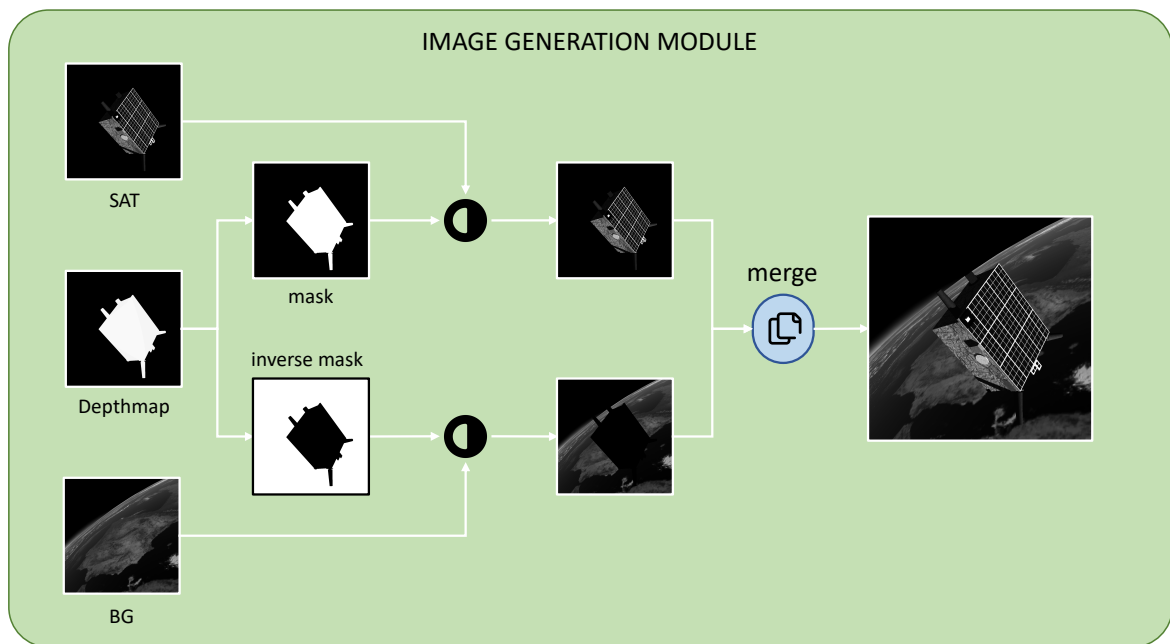 IMAGE GENERATION MODULE
SAT
mask
merge
Depthmap
inverse mask
BG